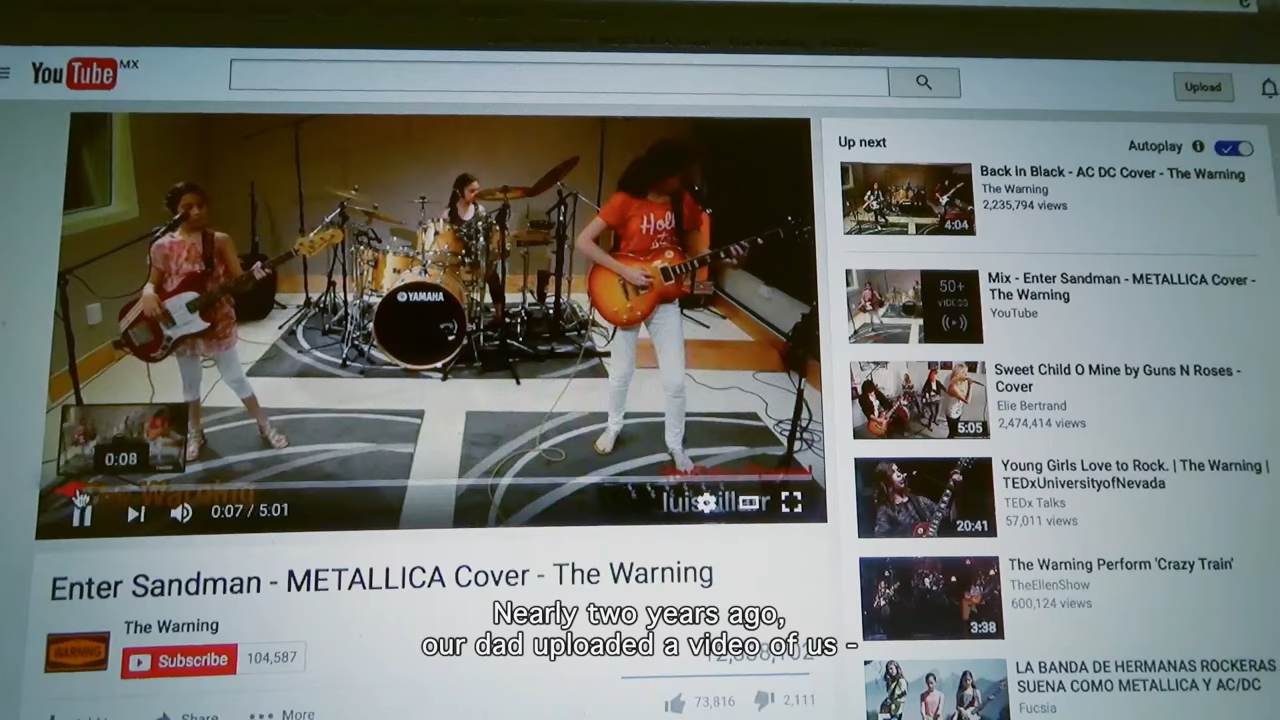 YouTube MX
Upload
Holl
YAMAHA
0:08
0:07 / 5:01
Enter Sandman - METALLICA Cover - The Warning
WARNING
The Warning
Subscribe 104,587
73,816 2,111
Share
More
Nearly two years ago,
our dad uploaded a video of us -
Up next
Autoplay
Back in Black - AC DC Cover - The Warning
The Warning
2,235,794 views
4:04
Mix - Enter Sandman - METALLICA Cover -
The Warning
YouTube
50+
VIDEOS
Sweet Child O Mine by Guns N Roses -
Cover
Elie Bertrand
2,474,414 views
5:05
Young Girls Love to Rock. | The Warning |
TEDxUniversityofNevada
TEDx Talks
57,011 views
20:41
The Warning Perform 'Crazy Train'
TheEllenShow
600,124 views
3:38
LA BANDA DE HERMANAS ROCKERAS
SUENA COMO METALLICA Y AC/DC
Fucsia